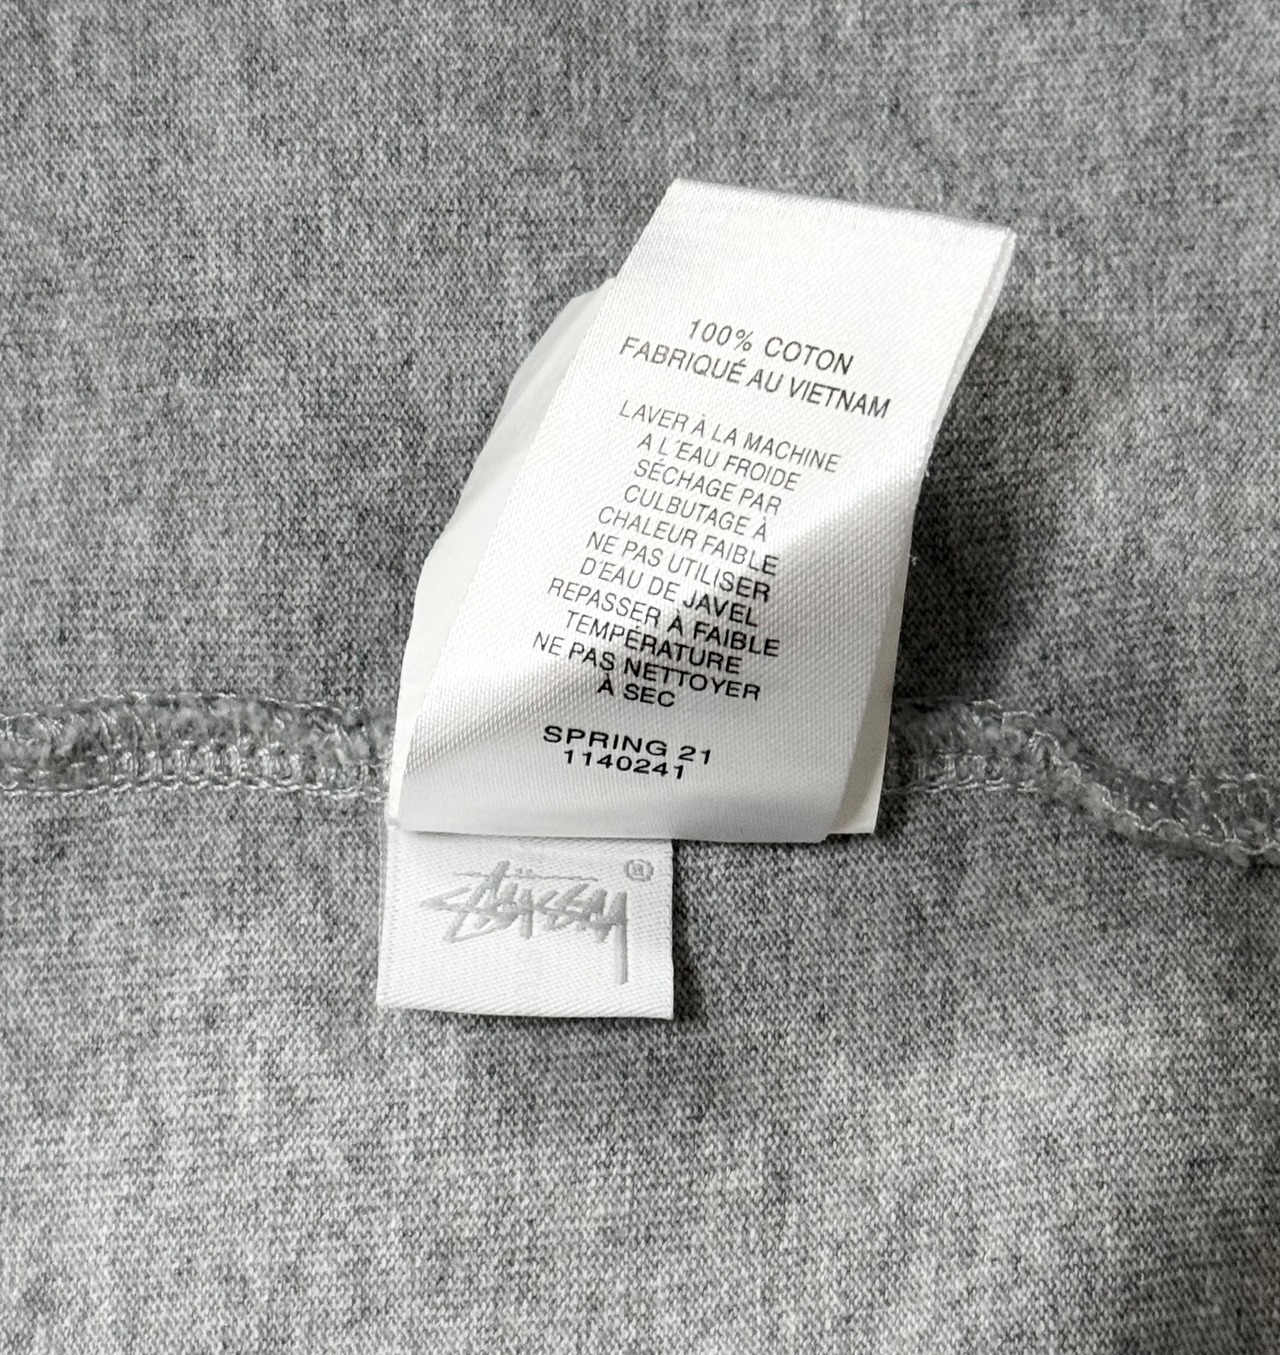 100% COTON
FABRIQUÉ AU VIETNAM
LAVER À LA MACHINE
A L'EAU FROIDE
SECHAGE PAR
CULBUTAGE À
CHALEUR FAIBLE
NE PAS UTILISER
D'EAU DE JAVEL
REPASSER À FAIBLE
TEMPÉRATURE
NE PAS NETTOYER
À SEC
SPRING 21
1140241
STÜSSY ®